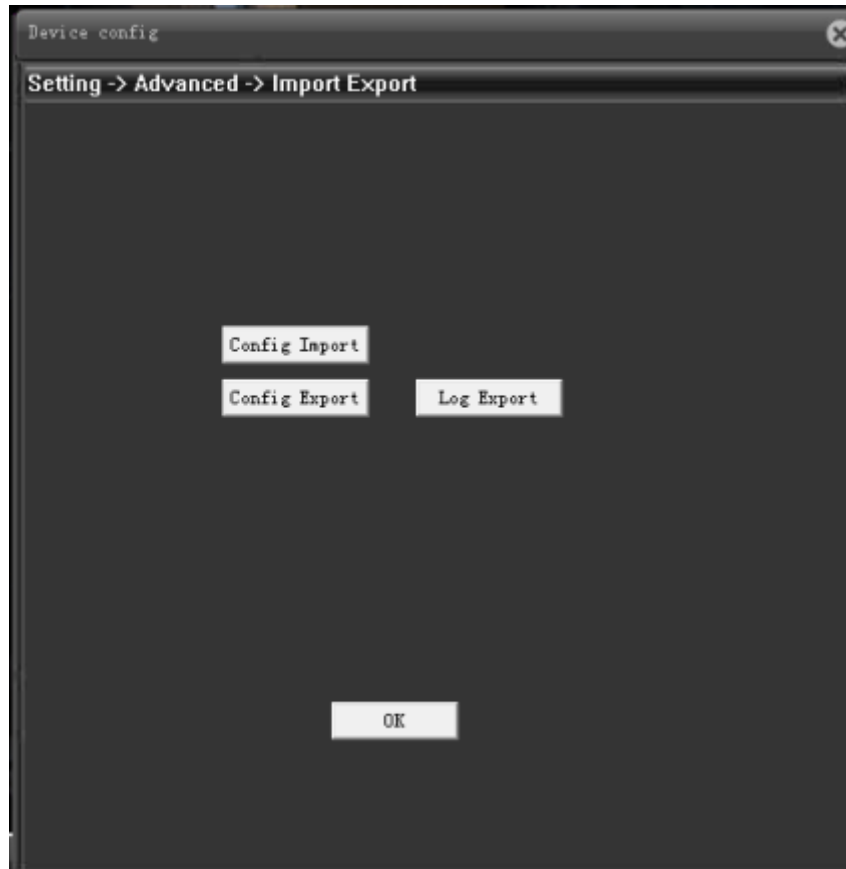 Device config
Setting -> Advanced -> Import Export
Config Import
Config Export
Log Export
OK